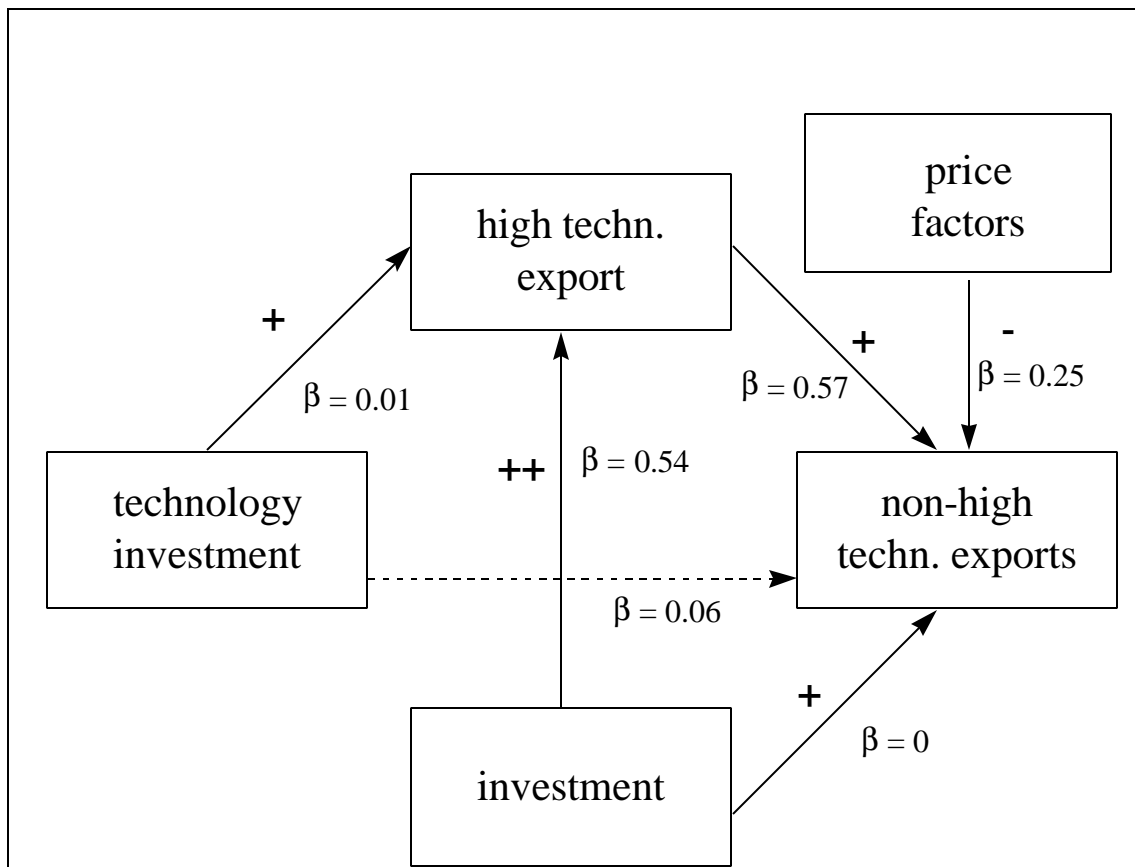 price
factors
high techn.
export
+
β = 0.01
+
β = 0.57
-
β = 0.25
++
β = 0.54
technology
investment
non-high
techn. exports
β = 0.06
+
β = 0
investment